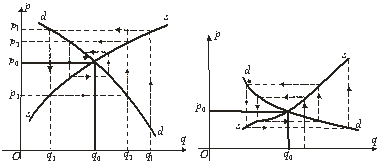 p
p₁ d s
p₃
p₀
p₂
s d
O q₃ q₀ q₂ q₁ q
p
d s
p₀
s d
O q₀ q